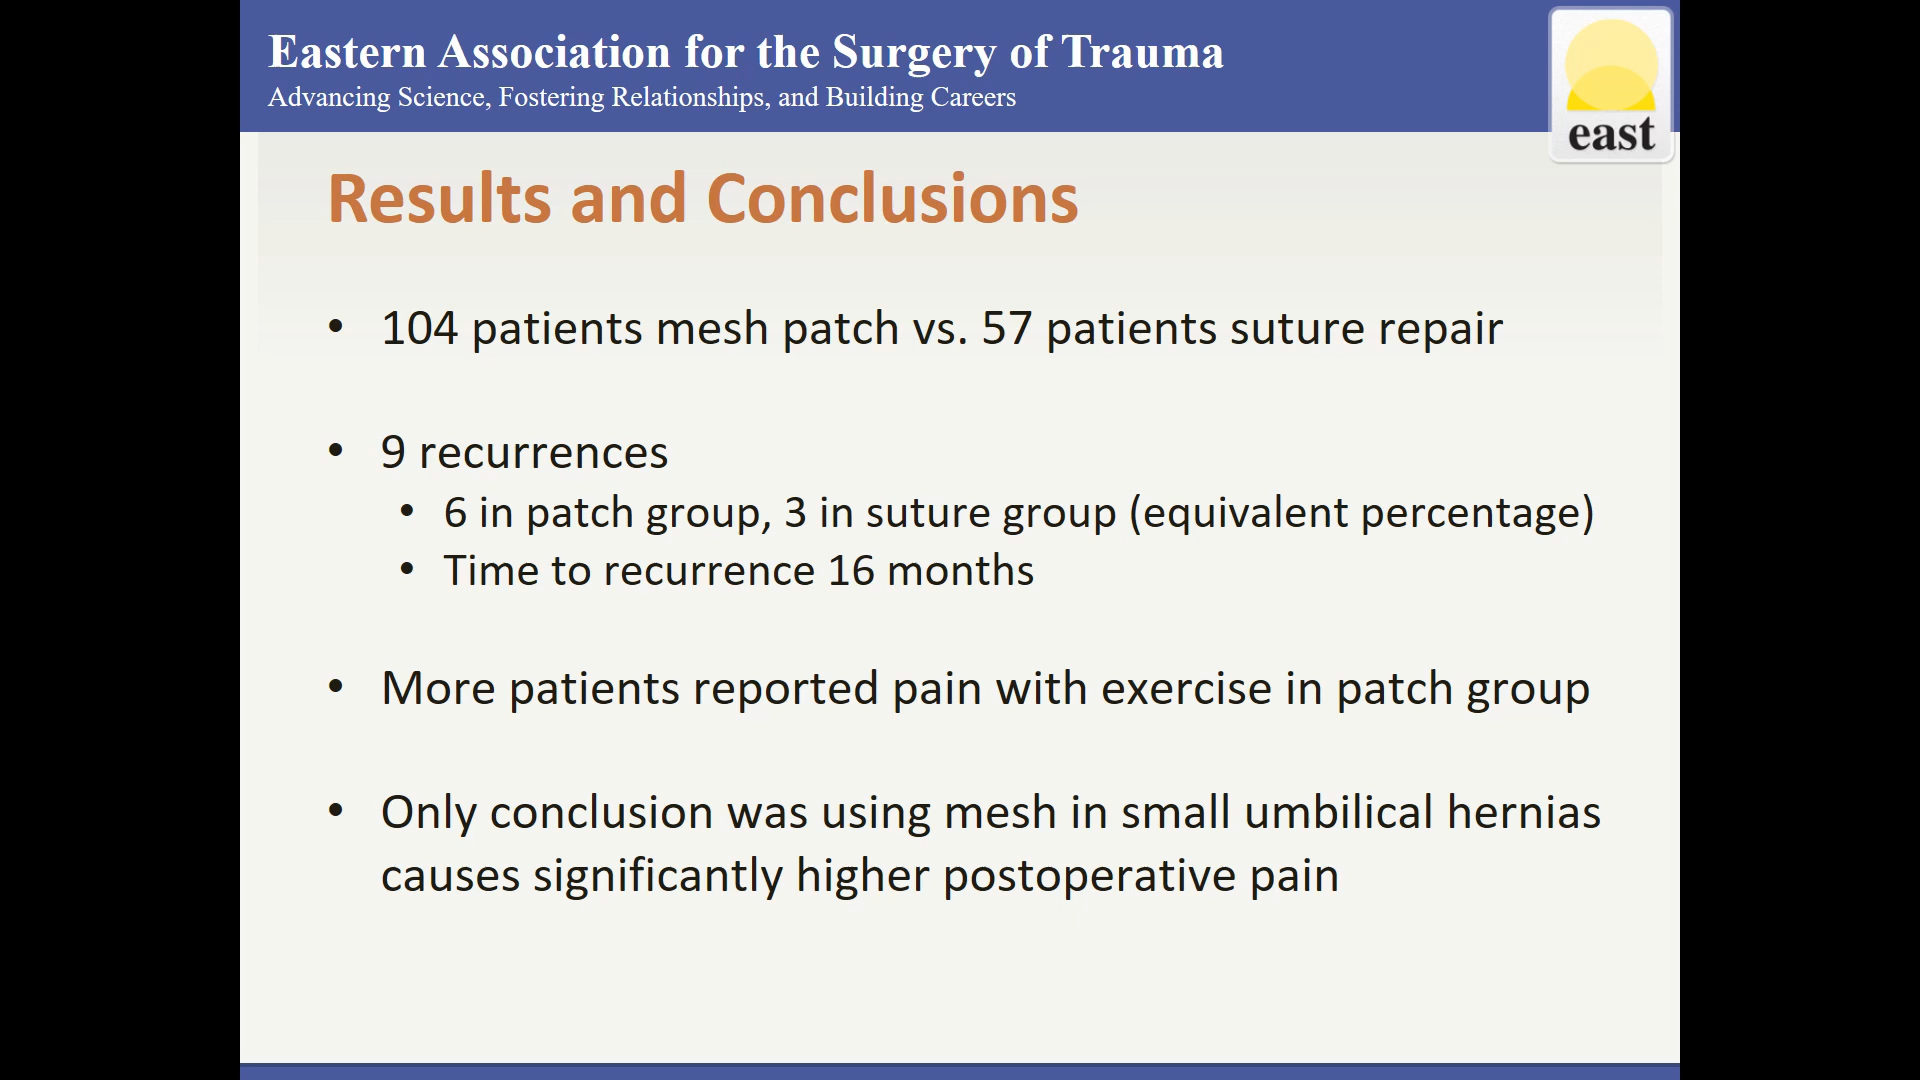 Eastern Association for the Surgery of Trauma
Advancing Science, Fostering Relationships, and Building Careers
east
Results and Conclusions
• 104 patients mesh patch vs. 57 patients suture repair
• 9 recurrences
• 6 in patch group, 3 in suture group (equivalent percentage)
• Time to recurrence 16 months
• More patients reported pain with exercise in patch group
• Only conclusion was using mesh in small umbilical hernias
causes significantly higher postoperative pain